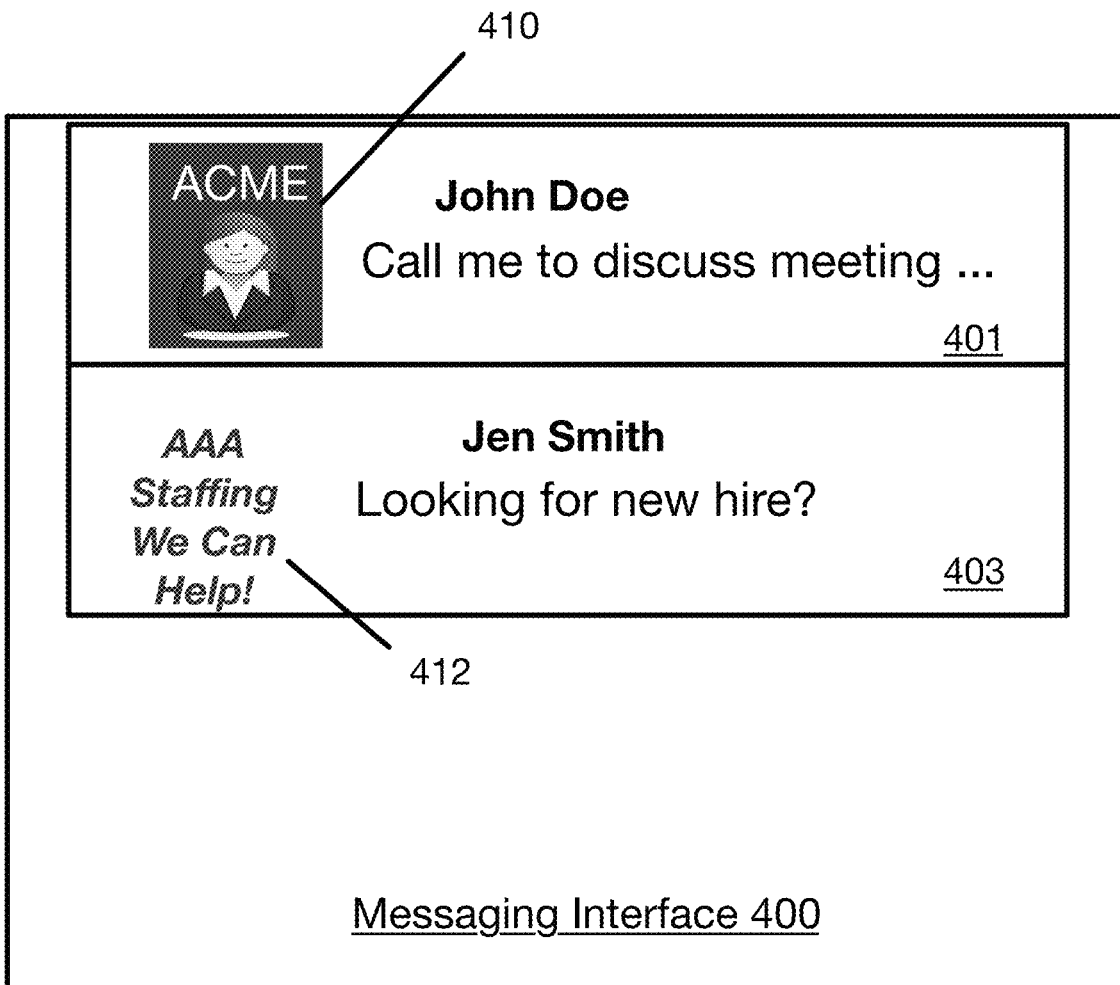 410
ACME
John Doe
Call me to discuss meeting ...
401
AAA
Staffing
We Can
Help!
Jen Smith
Looking for new hire?
403
412
Messaging Interface 400